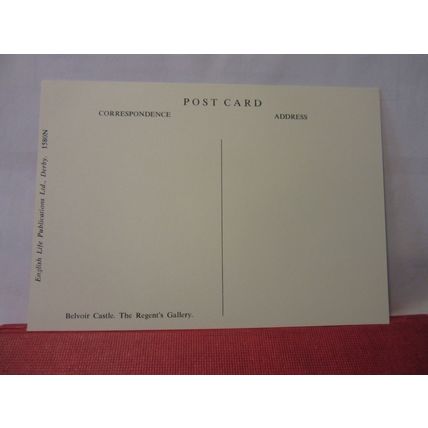 POST CARD
CORRESPONDENCE
ADDRESS
English Life Publications Ltd., Derby. 1580N
Belvoir Castle. The Regent's Gallery.